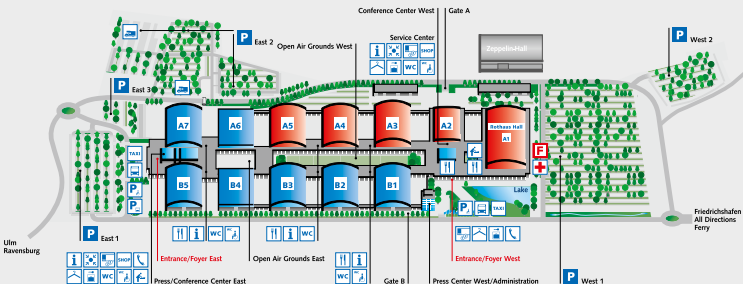 Conference Center West
Gate A
Service Center
Open Air Grounds West
P East 2
P West 2
Zeppelin-Hall
SHOP
WC
P East 3
A7
A6
A5
A4
A3
A2
Rothaus Hall
A1
TAXI
P
P
F
B5
B4
B3
B2
B1
Lake
P
TAXI
Friedrichshafen
All Directions
Ferry
P East 1
WC
WC
Ulm
Ravensburg
Entrance/Foyer East
Open Air Grounds East
Entrance/Foyer West
SHOP
WC
WC
Press/Conference Center East
Gate B
Press Center West/Administration
P West 1